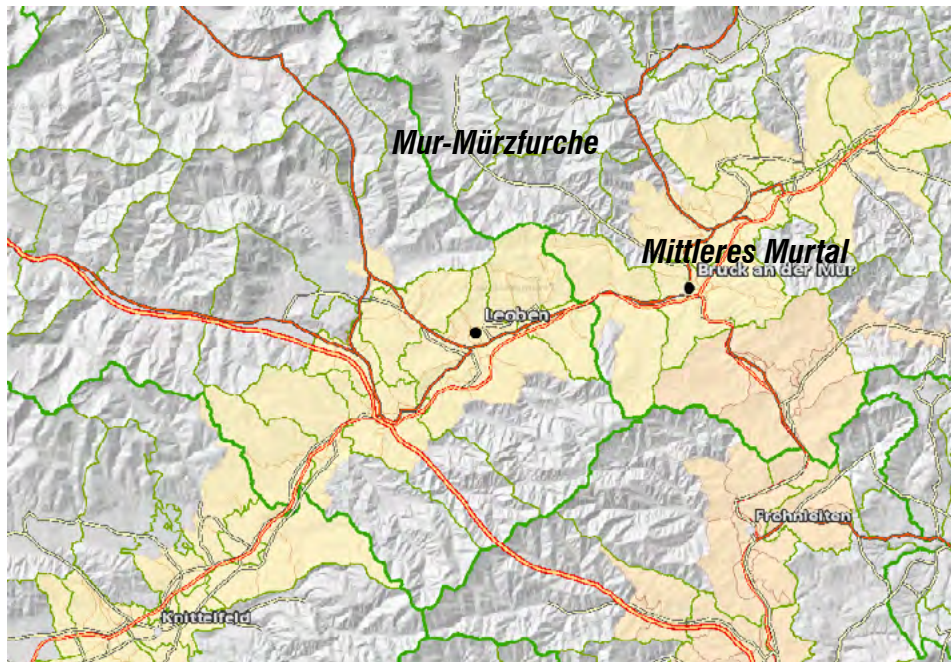 Mur-Mürzfurche
Mittleres Murtal
Bruck an der Mur
Leoben
Frohnleiten
Knittelfeld